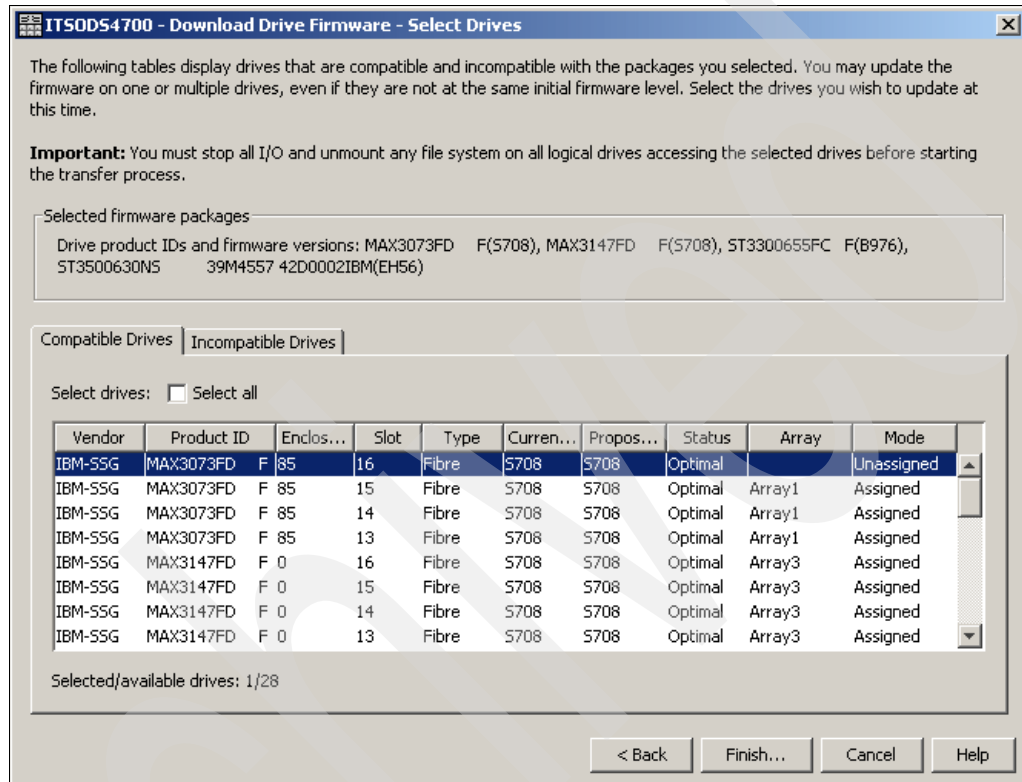 ITSODS4700 - Download Drive Firmware - Select Drives
The following tables display drives that are compatible and incompatible with the packages you selected. You may update the
firmware on one or multiple drives, even if they are not at the same initial firmware level. Select the drives you wish to update at
this time.
Important: You must stop all I/O and unmount any file system on all logical drives accessing the selected drives before starting
the transfer process.
Selected firmware packages
Drive product IDs and firmware versions: MAX3073FD F(S708), MAX3147FD F(S708), ST3300655FC F(B976),
ST3500630NS 39M4557 42D0002IBM(EH56)
Compatible Drives Incompatible Drives
Select drives: Select all
Vendor Product ID Enclos... Slot Type Curren... Propos... Status Array Mode
IBM-SSG MAX3073FD F 85 16 Fibre S708 S708 Optimal Unassigned
IBM-SSG MAX3073FD F 85 15 Fibre S708 S708 Optimal Array1 Assigned
IBM-SSG MAX3073FD F 85 14 Fibre S708 S708 Optimal Array1 Assigned
IBM-SSG MAX3073FD F 85 13 Fibre S708 S708 Optimal Array1 Assigned
IBM-SSG MAX3147FD F 0 16 Fibre S708 S708 Optimal Array3 Assigned
IBM-SSG MAX3147FD F 0 15 Fibre S708 S708 Optimal Array3 Assigned
IBM-SSG MAX3147FD F 0 14 Fibre S708 S708 Optimal Array3 Assigned
IBM-SSG MAX3147FD F 0 13 Fibre S708 S708 Optimal Array3 Assigned
Selected/available drives: 1/28
< Back Finish... Cancel Help